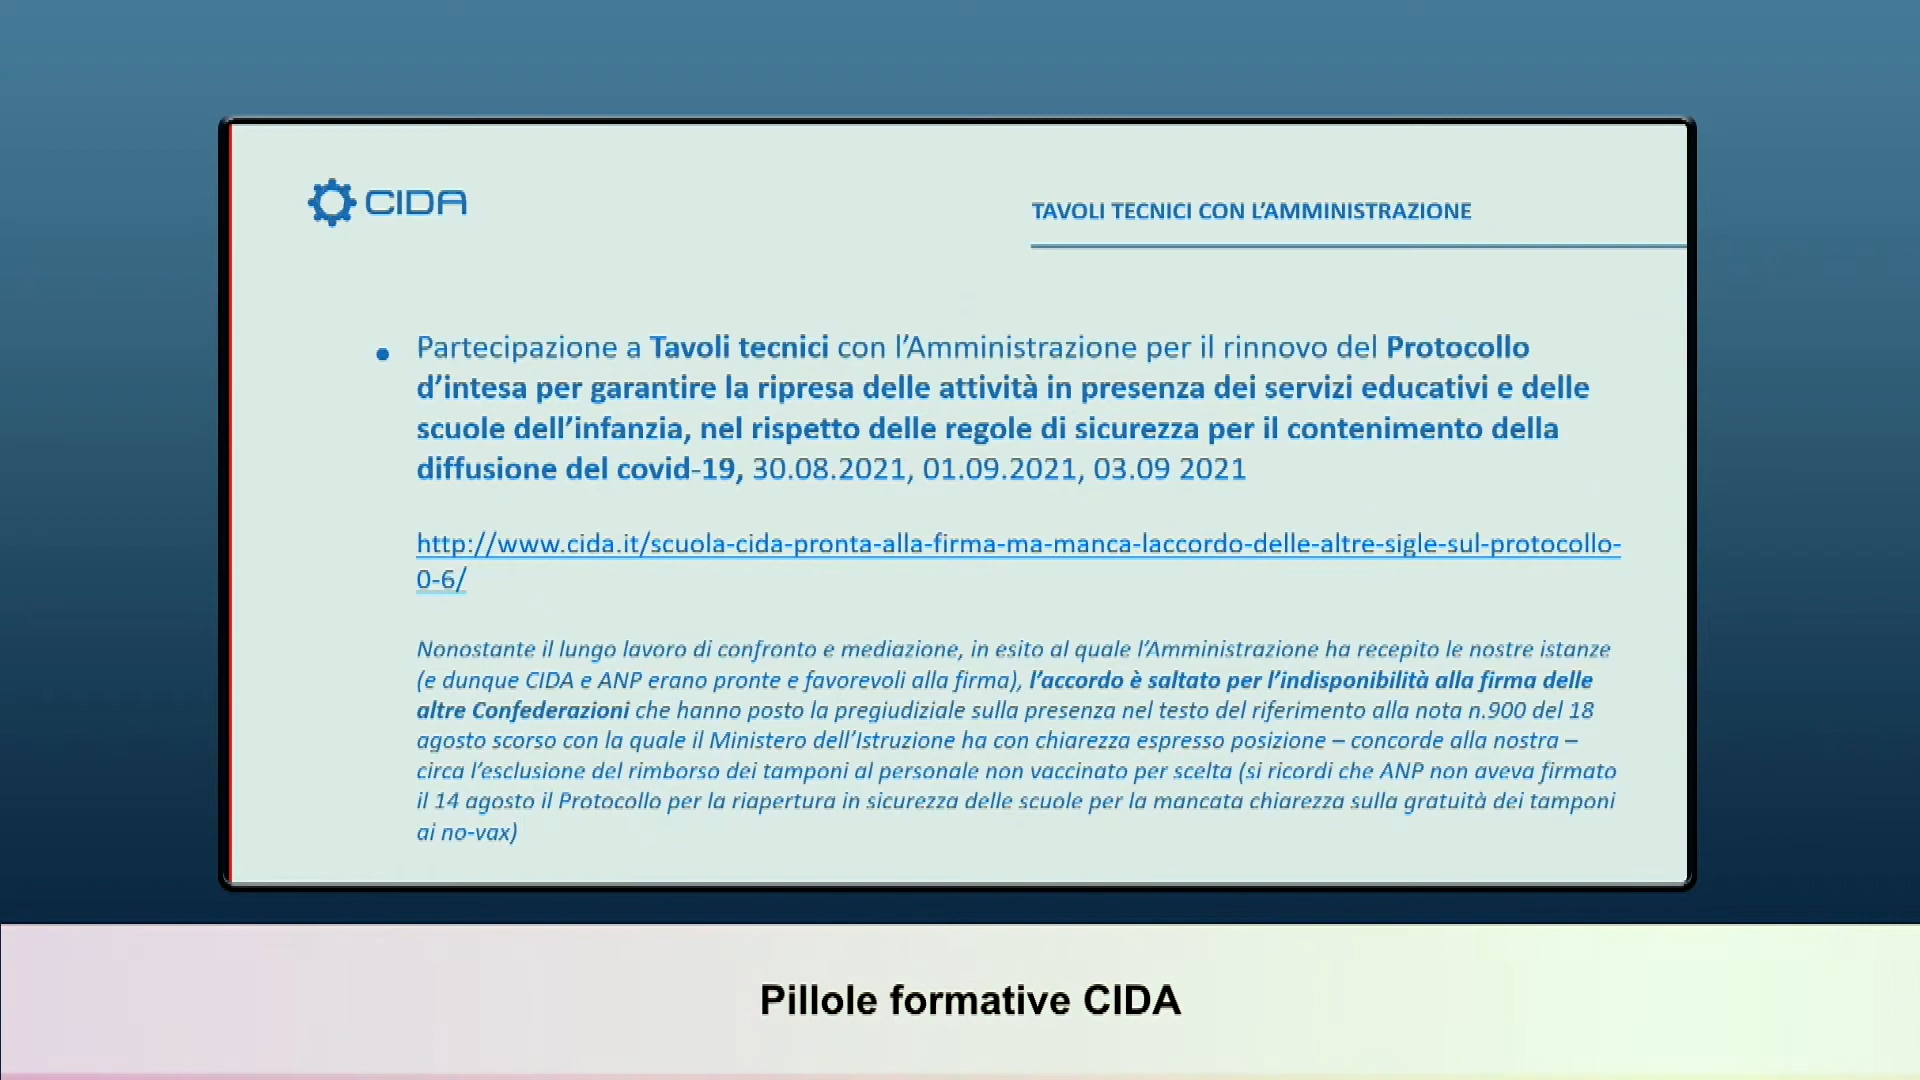 CIDA
TAVOLI TECNICI CON L'AMMINISTRAZIONE
• Partecipazione a Tavoli tecnici con l'Amministrazione per il rinnovo del Protocollo
d'intesa per garantire la ripresa delle attività in presenza dei servizi educativi e delle
scuole dell'infanzia, nel rispetto delle regole di sicurezza per il contenimento della
diffusione del covid-19, 30.08.2021, 01.09.2021, 03.09 2021
http://www.cida.it/scuola-cida-pronta-alla-firma-ma-manca-laccordo-delle-altre-sigle-sul-protocollo-
0-6/
Nonostante il lungo lavoro di confronto e mediazione, in esito al quale l'Amministrazione ha recepito le nostre istanze
(e dunque CIDA e ANP erano pronte e favorevoli alla firma), l'accordo è saltato per l'indisponibilità alla firma delle
altre Confederazioni che hanno posto la pregiudiziale sulla presenza nel testo del riferimento alla nota n.900 del 18
agosto scorso con la quale il Ministero dell'Istruzione ha con chiarezza espresso posizione – concorde alla nostra –
circa l'esclusione del rimborso dei tamponi al personale non vaccinato per scelta (si ricordi che ANP non aveva firmato
il 14 agosto il Protocollo per la riapertura in sicurezza delle scuole per la mancata chiarezza sulla gratuità dei tamponi
ai no-vax)
Pillole formative CIDA